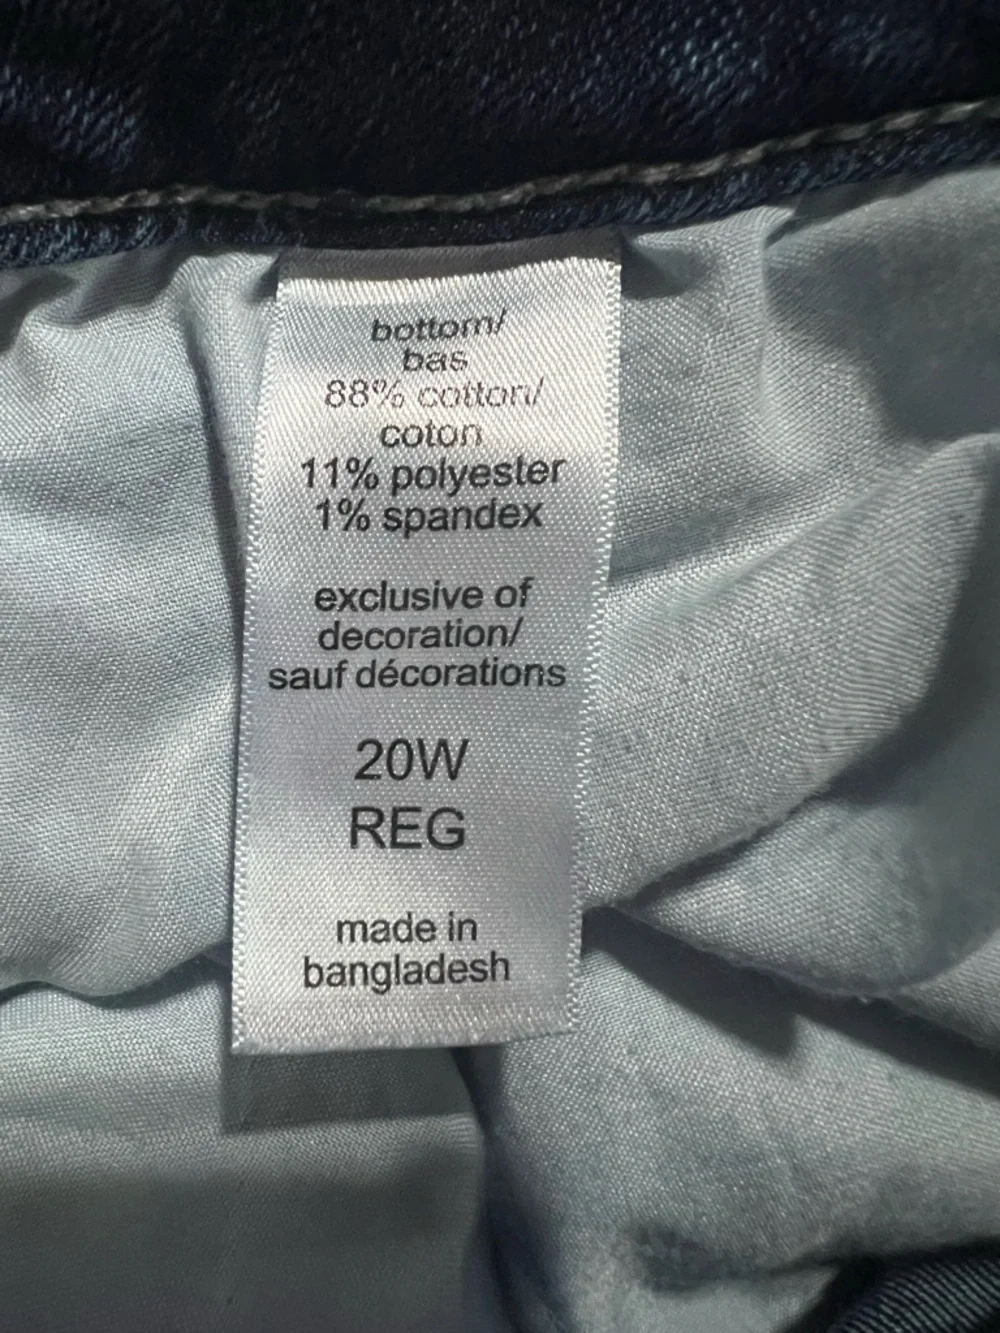 bottom/
bas
88% cotton/
coton
11% polyester
1% spandex
exclusive of
decoration/
sauf décorations
20W
REG
made in
bangladesh